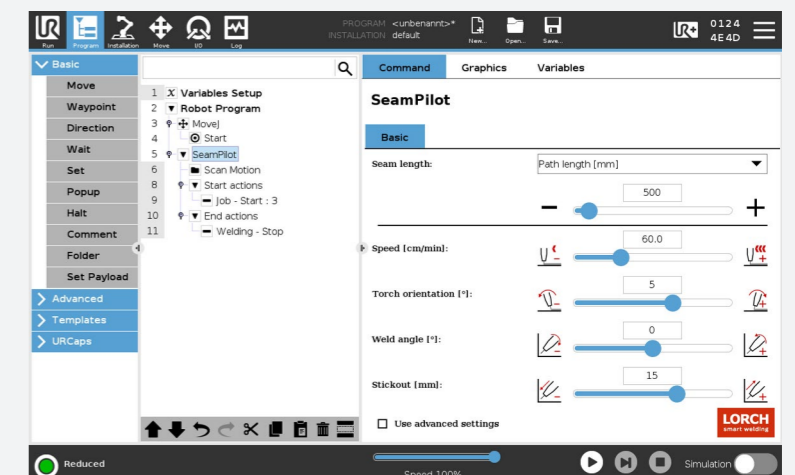 UR
Run Program Installation Move I/O Log
PROGRAM <unbenannt>*
INSTALLATION default
New... Open... Save...
UR+
0124
4E4D
Basic
Move
Waypoint
Direction
Wait
Set
Popup
Halt
Comment
Folder
Set Payload
Advanced
Templates
URCaps
1 X Variables Setup
2 Robot Program
3 MoveJ
4 Start
5 SeamPilot
6 Scan Motion
8 Start actions
9 Job - Start : 3
10 End actions
11 Welding - Stop
Command Graphics Variables
SeamPilot
Basic
Seam length: Path length [mm]
500
Speed [cm/min]: 60.0
Torch orientation [°]: 5
Weld angle [°]: 0
Stickout [mm]: 15
Use advanced settings
LORCH
smart welding
Reduced
Speed 100%
Simulation